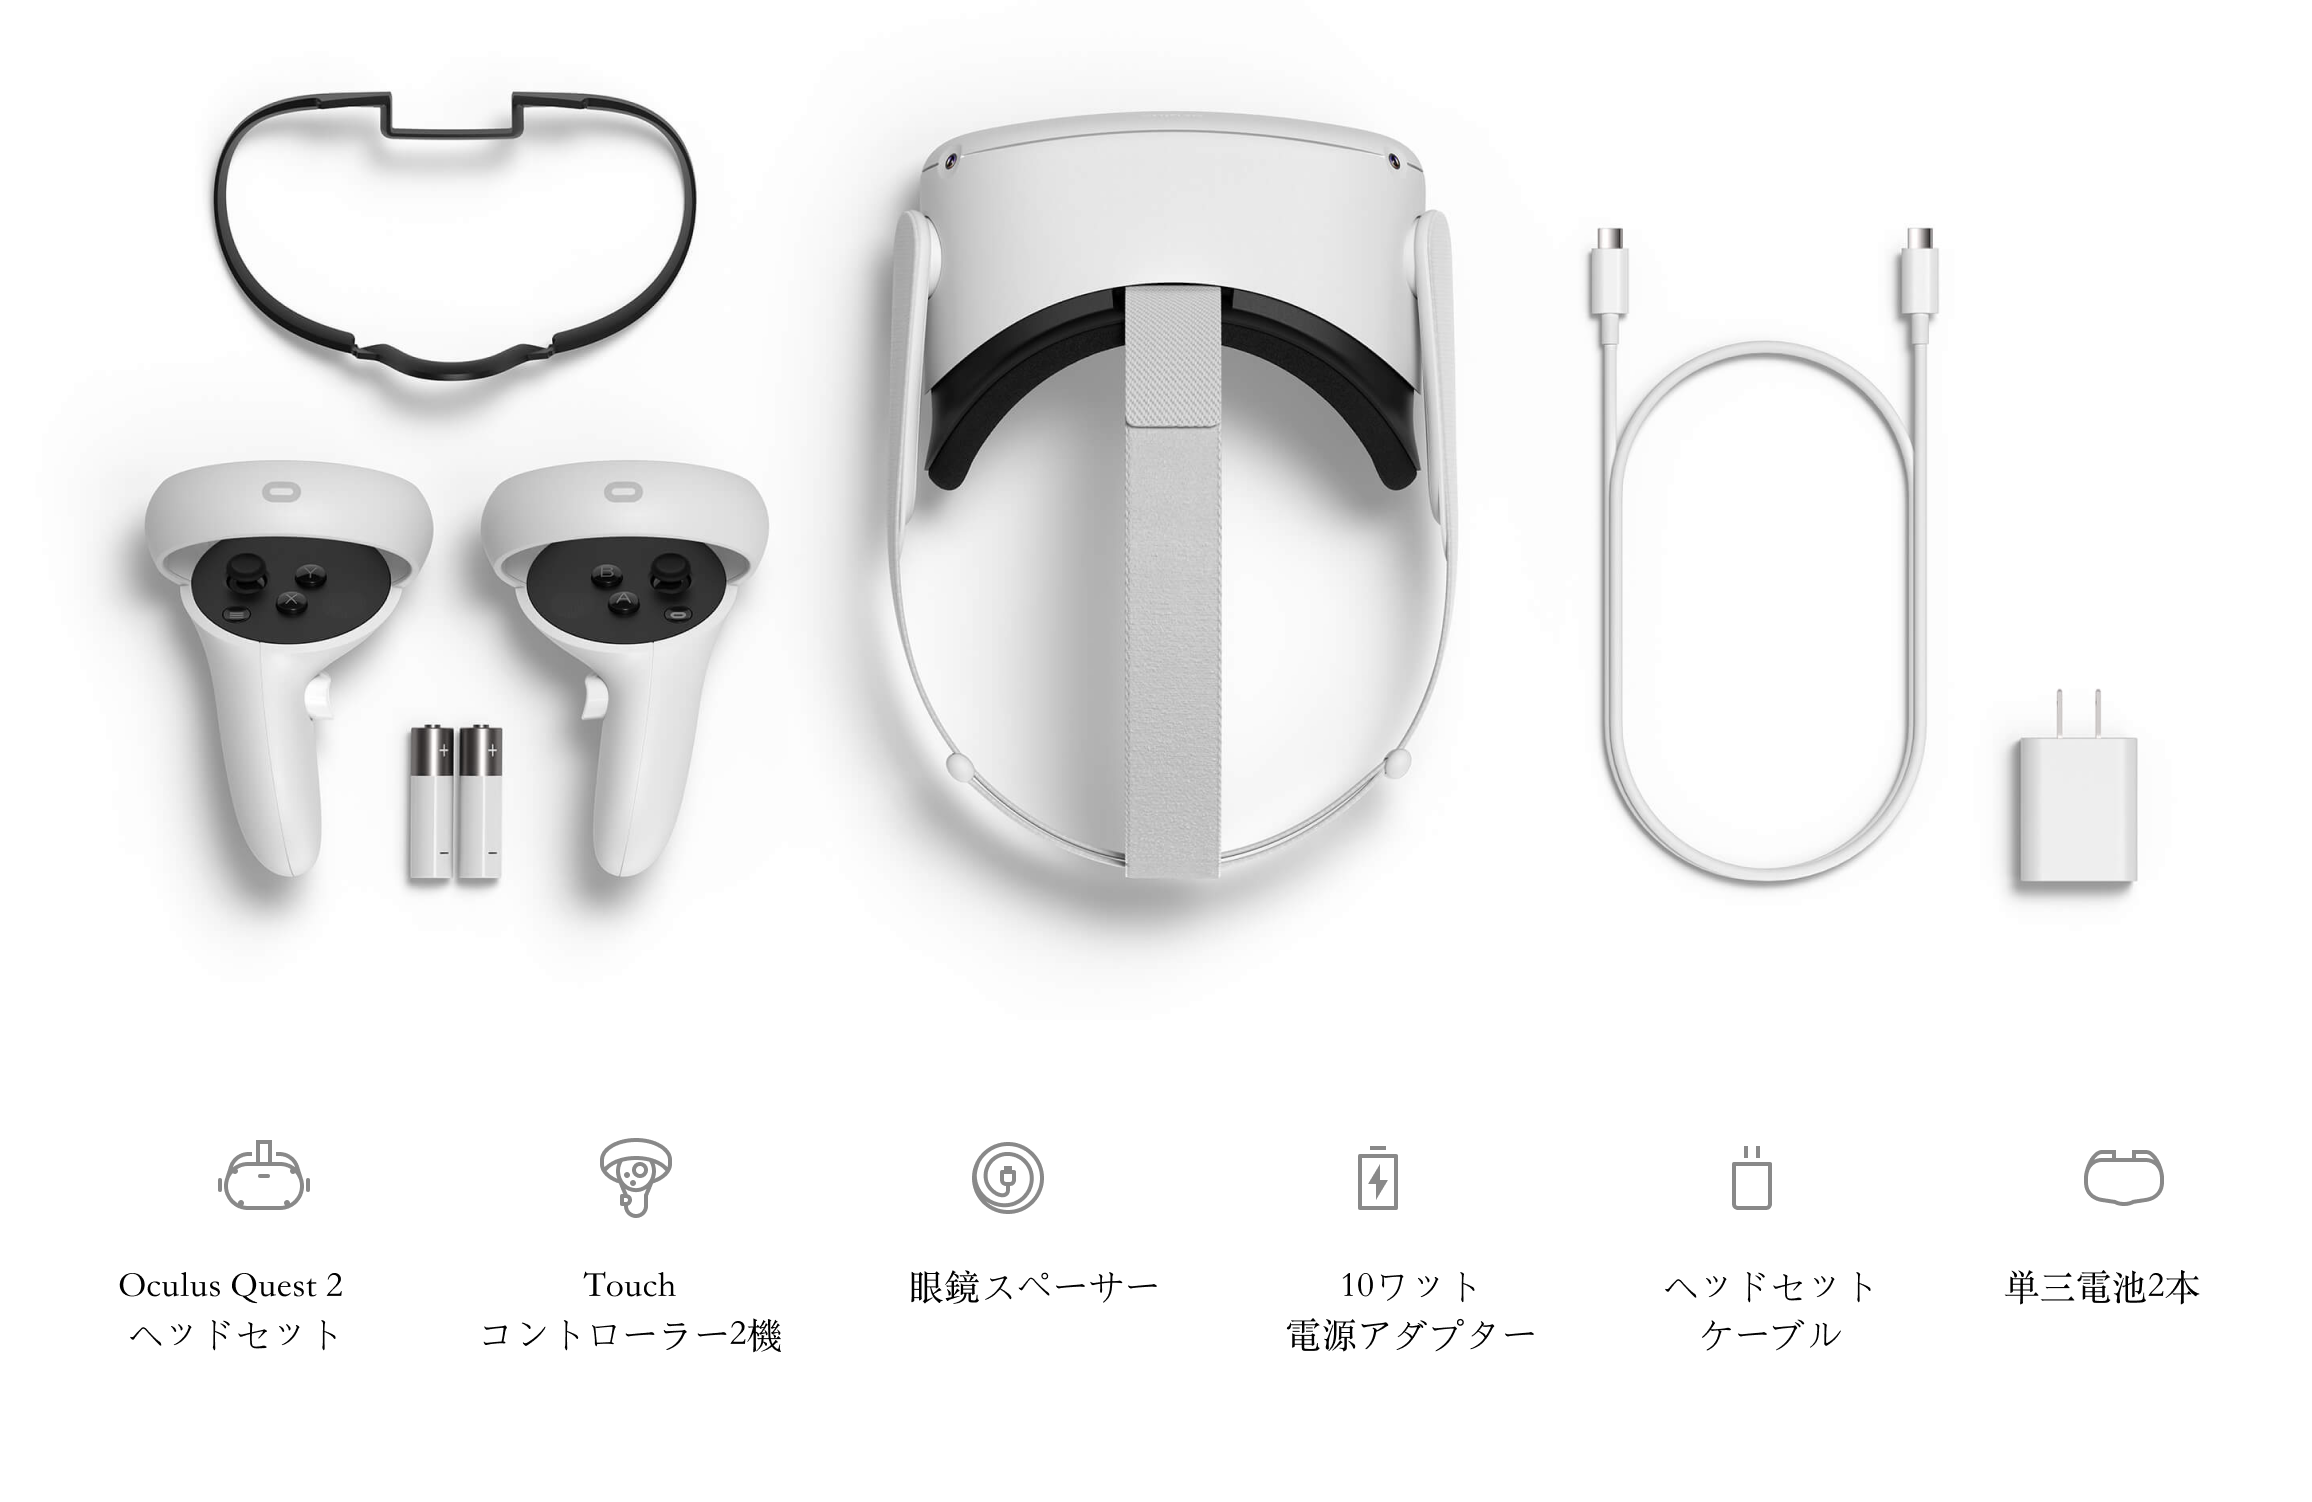 Y
X
B
A
+
+
-
-
Oculus Quest 2
ヘッドセット
Touch
コントローラー2機
眼鏡スペーサー
10ワット
電源アダプター
ヘッドセット
ケーブル
単三電池2本